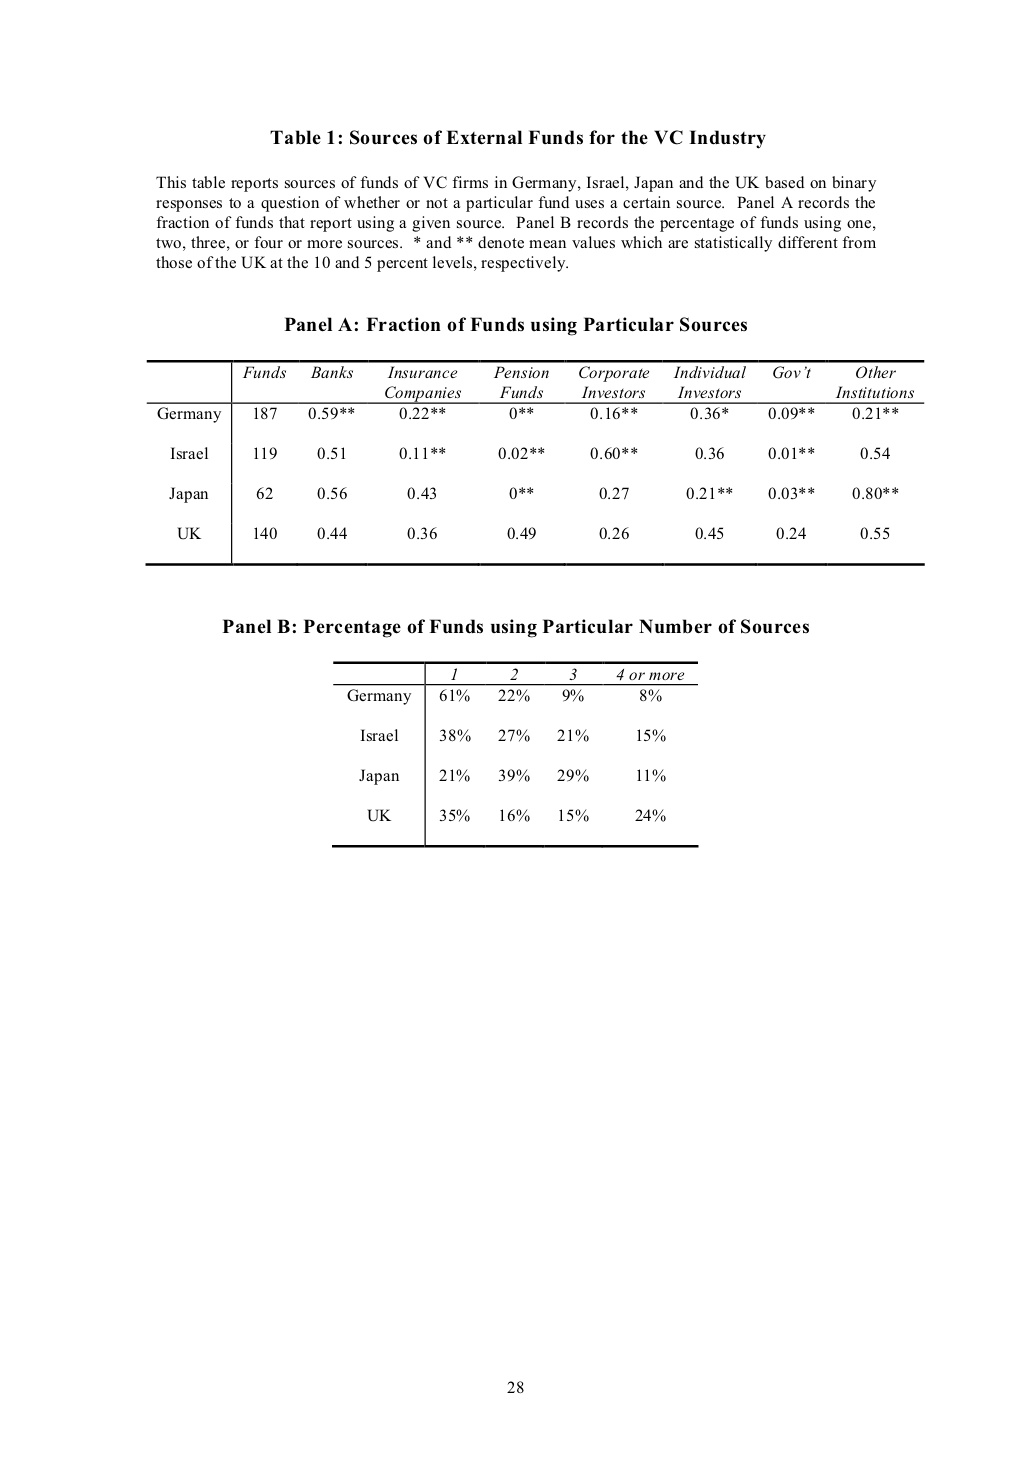 Table 1: Sources of External Funds for the VC Industry
This table reports sources of funds of VC firms in Germany, Israel, Japan and the UK based on binary
responses to a question of whether or not a particular fund uses a certain source. Panel A records the
fraction of funds that report using a given source. Panel B records the percentage of funds using one,
two, three, or four or more sources. * and ** denote mean values which are statistically different from
those of the UK at the 10 and 5 percent levels, respectively.
Panel A: Fraction of Funds using Particular Sources
Funds Banks Insurance Pension Corporate Individual Gov't Other
Companies Funds Investors Investors Institutions
Germany 187 0.59** 0.22** 0** 0.16** 0.36* 0.09** 0.21**
Israel 119 0.51 0.11** 0.02** 0.60** 0.36 0.01** 0.54
Japan 62 0.56 0.43 0** 0.27 0.21** 0.03** 0.80**
UK 140 0.44 0.36 0.49 0.26 0.45 0.24 0.55
Panel B: Percentage of Funds using Particular Number of Sources
1 2 3 4 or more
Germany 61% 22% 9% 8%
Israel 38% 27% 21% 15%
Japan 21% 39% 29% 11%
UK 35% 16% 15% 24%
28